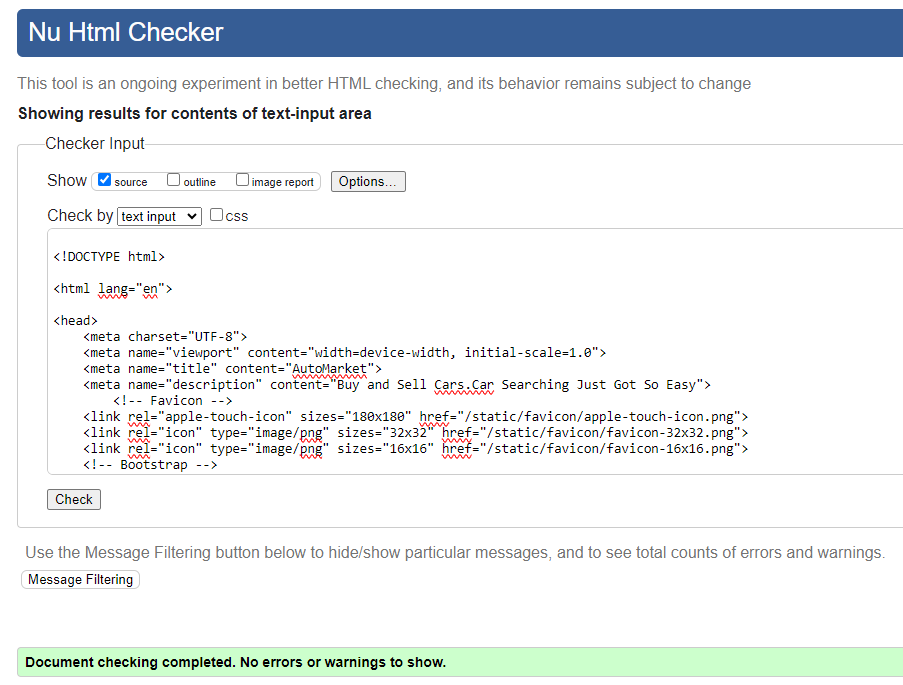 Nu Html Checker
This tool is an ongoing experiment in better HTML checking, and its behavior remains subject to change
Showing results for contents of text-input area
Checker Input
Show source outline image report Options...
Check by text input css
<!DOCTYPE html>
<html lang="en">
<head>
<meta charset="UTF-8">
<meta name="viewport" content="width=device-width, initial-scale=1.0">
<meta name="title" content="AutoMarket">
<meta name="description" content="Buy and Sell Cars.Car Searching Just Got So Easy">
<!-- Favicon -->
<link rel="apple-touch-icon" sizes="180x180" href="/static/favicon/apple-touch-icon.png">
<link rel="icon" type="image/png" sizes="32x32" href="/static/favicon/favicon-32x32.png">
<link rel="icon" type="image/png" sizes="16x16" href="/static/favicon/favicon-16x16.png">
<!-- Bootstrap -->
Check
Use the Message Filtering button below to hide/show particular messages, and to see total counts of errors and warnings.
Message Filtering
Document checking completed. No errors or warnings to show.